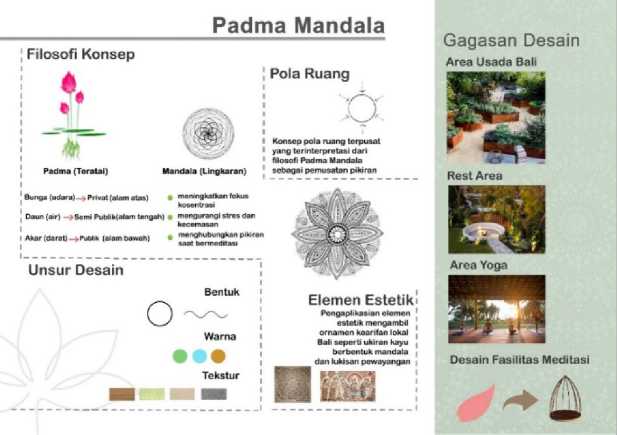 Padma Mandala
Filosofi Konsep
Padma (Teratai)
Mandala (Lingkaran)
Bunga (udara) → Privat (alam atas)
Daun (air) → Semi Publik(alam tengah)
Akar (darat) → Publik (alam bawah)
meningkatkan fokus
kosentrasi
mengurangi stres dan
kecemasan
menghubungkan pikiran
saat bermeditasi
Pola Ruang
Konsep pola ruang terpusat
yang terinterpretasi dari
filosofi Padma Mandala
sebagai pemusatan pikiran
Unsur Desain
Bentuk
Warna
Tekstur
Elemen Estetik
Pengaplikasian elemen
estetik mengambil
ornamen kearifan lokal
Bali seperti ukiran kayu
berbentuk mandala
dan lukisan pewayangan
Gagasan Desain
Area Usada Bali
Rest Area
Area Yoga
Desain Fasilitas Meditasi